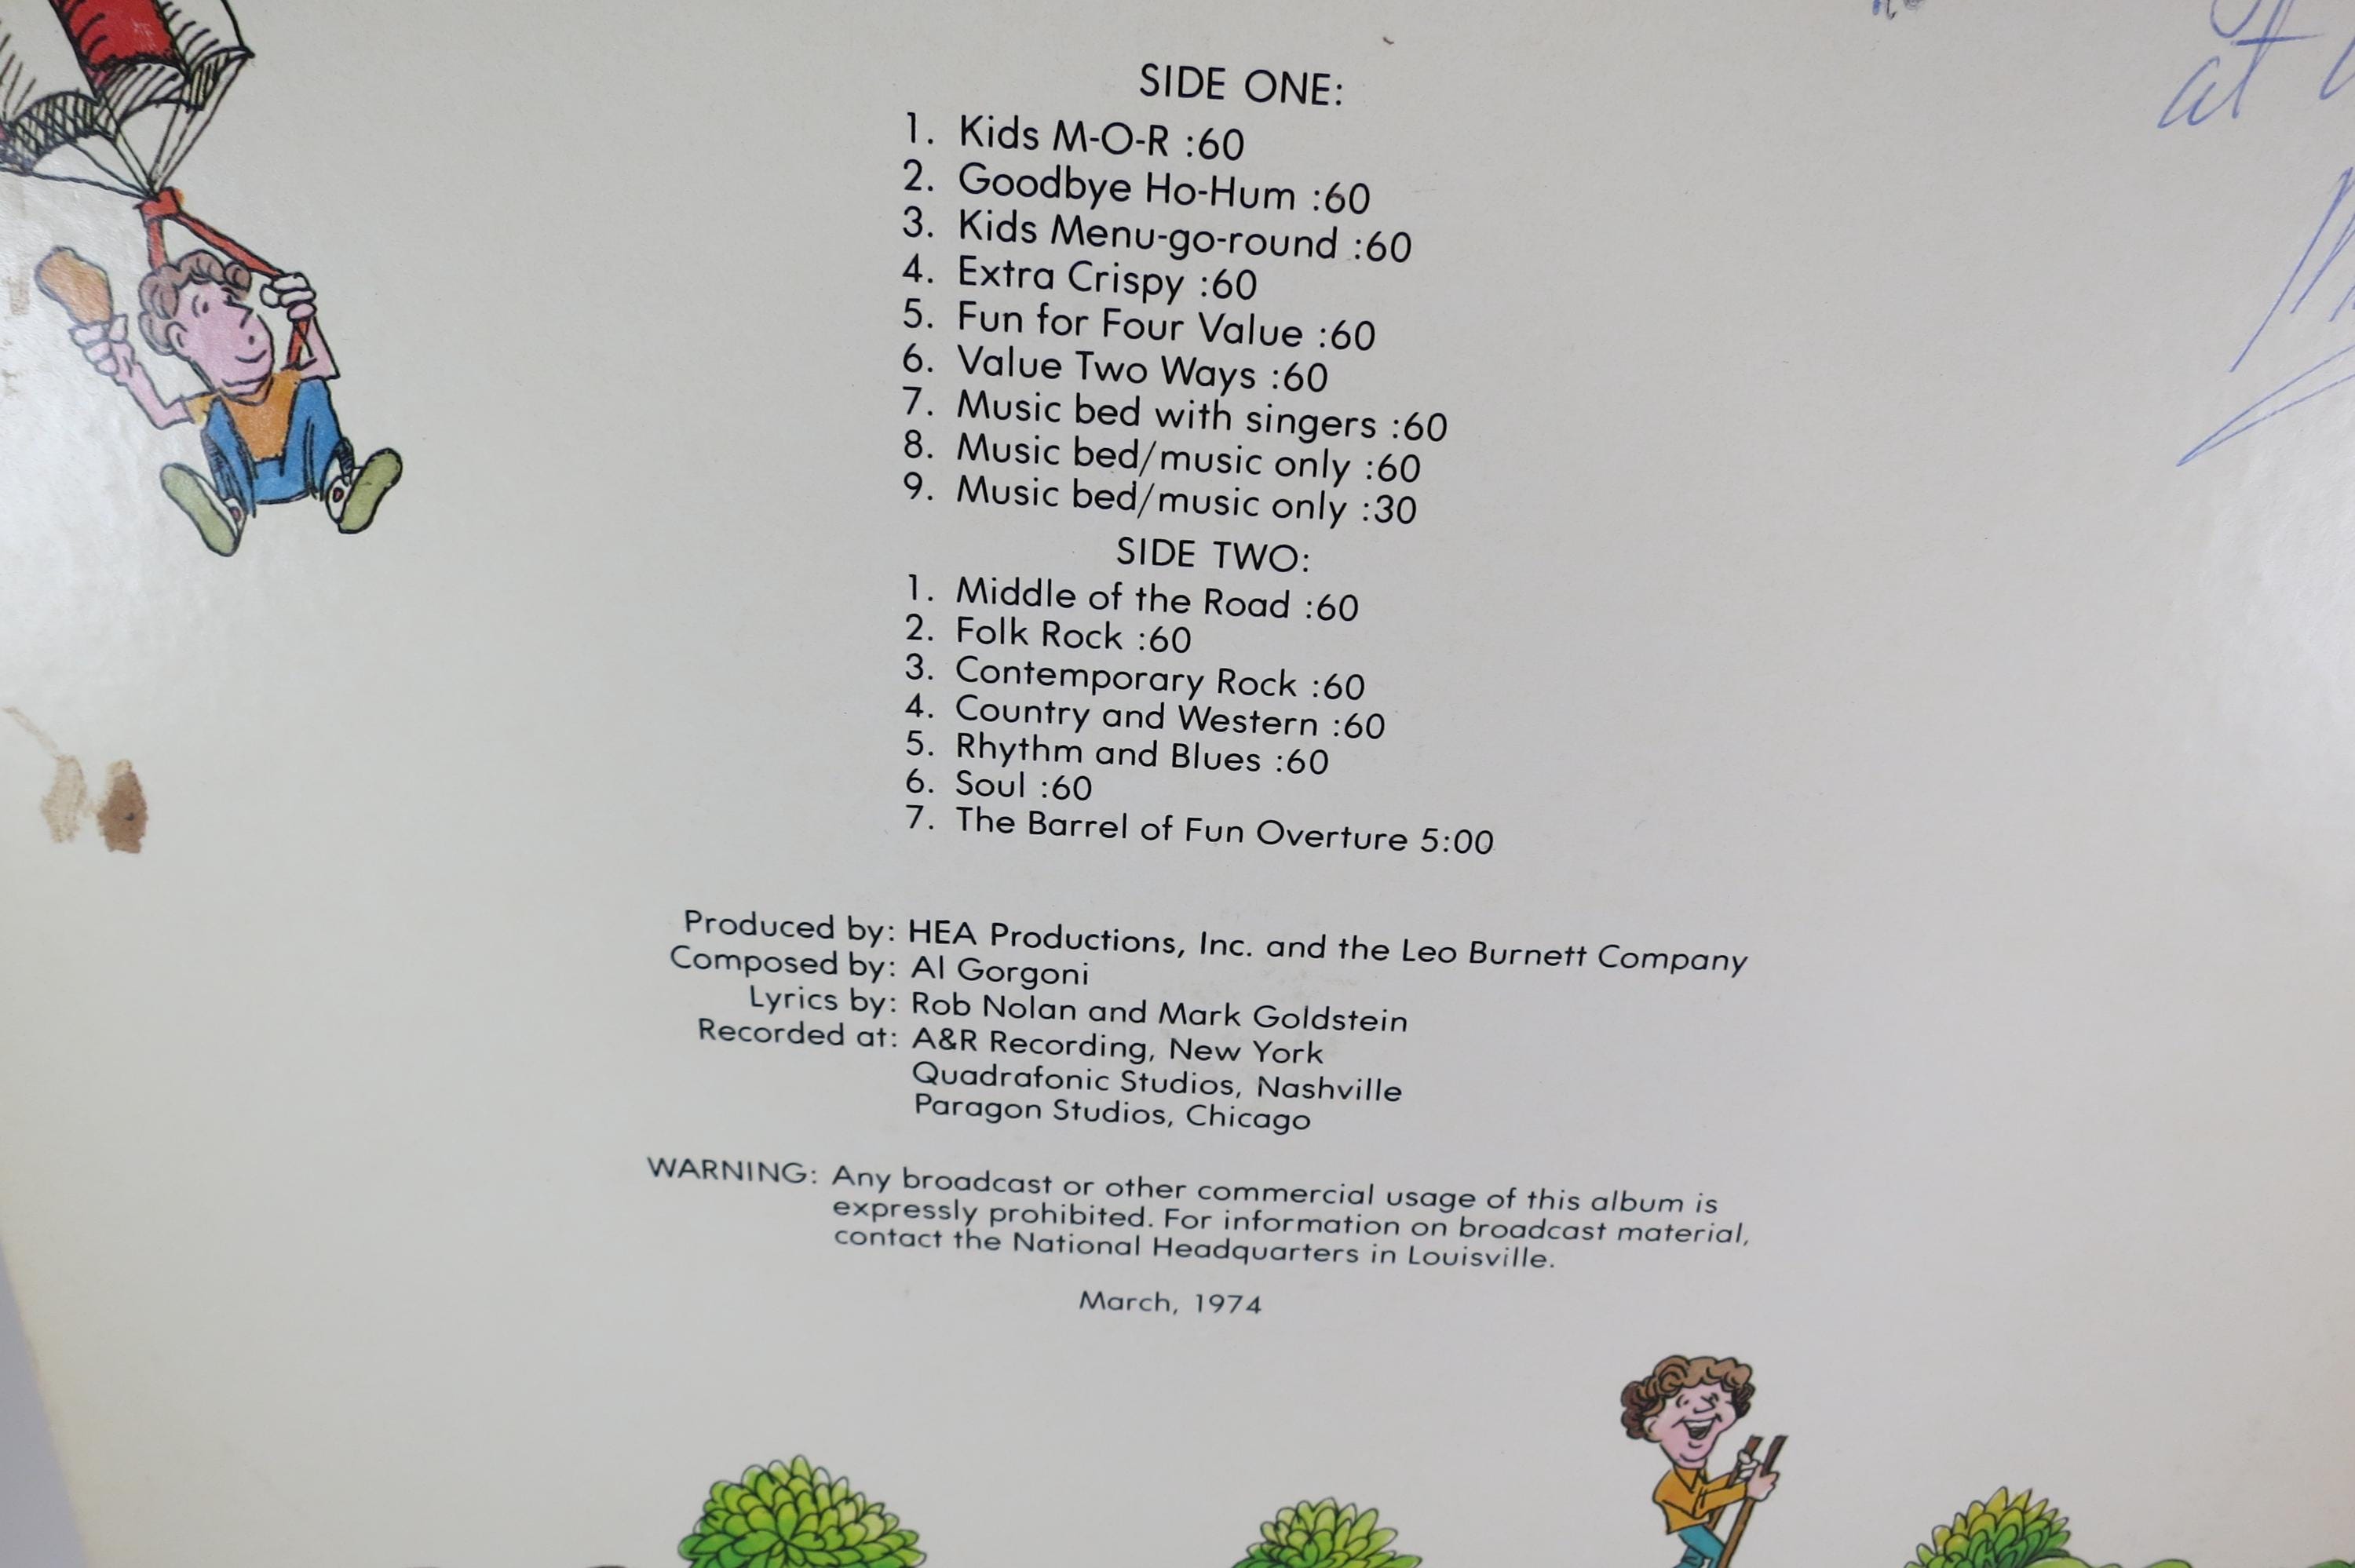 at
SIDE ONE:
1. Kids M-O-R :60
2. Goodbye Ho-Hum :60
3. Kids Menu-go-round :60
4. Extra Crispy :60
5. Fun for Four Value :60
6. Value Two Ways :60
7. Music bed with singers :60
8. Music bed/music only :60
9. Music bed/music only :30
SIDE TWO:
1. Middle of the Road :60
2. Folk Rock :60
3. Contemporary Rock :60
4. Country and Western :60
5. Rhythm and Blues :60
6. Soul :60
7. The Barrel of Fun Overture 5:00
Produced by: HEA Productions, Inc. and the Leo Burnett Company
Composed by: Al Gorgoni
Lyrics by: Rob Nolan and Mark Goldstein
Recorded at: A&R Recording, New York
Quadrafonic Studios, Nashville
Paragon Studios, Chicago
WARNING: Any broadcast or other commercial usage of this album is
expressly prohibited. For information on broadcast material,
contact the National Headquarters in Louisville.
March, 1974